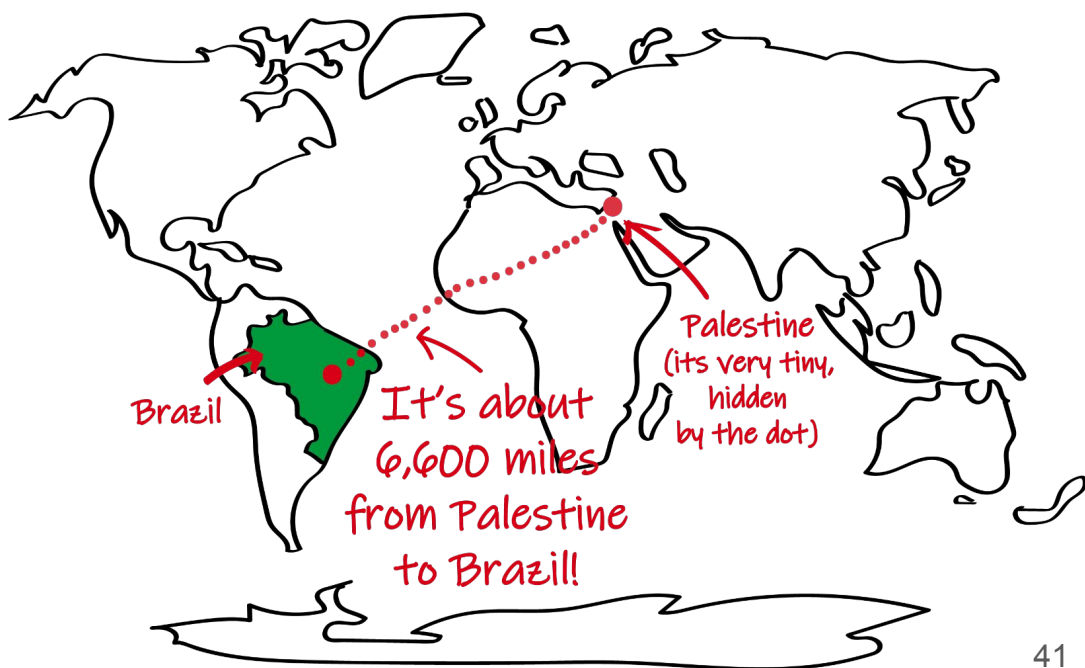 Palestine
(its very tiny,
hidden
by the dot)
Brazil
It's about
6,600 miles
from Palestine
to Brazil!
41